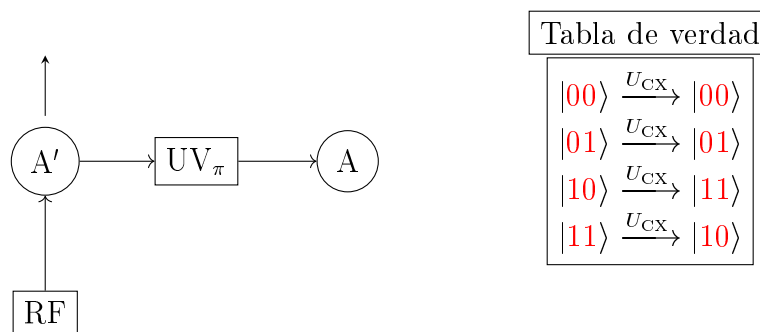 A′
UV_π
A
RF
Tabla de verdad
|00⟩ U_CX → |00⟩
|01⟩ U_CX → |01⟩
|10⟩ U_CX → |11⟩
|11⟩ U_CX → |10⟩